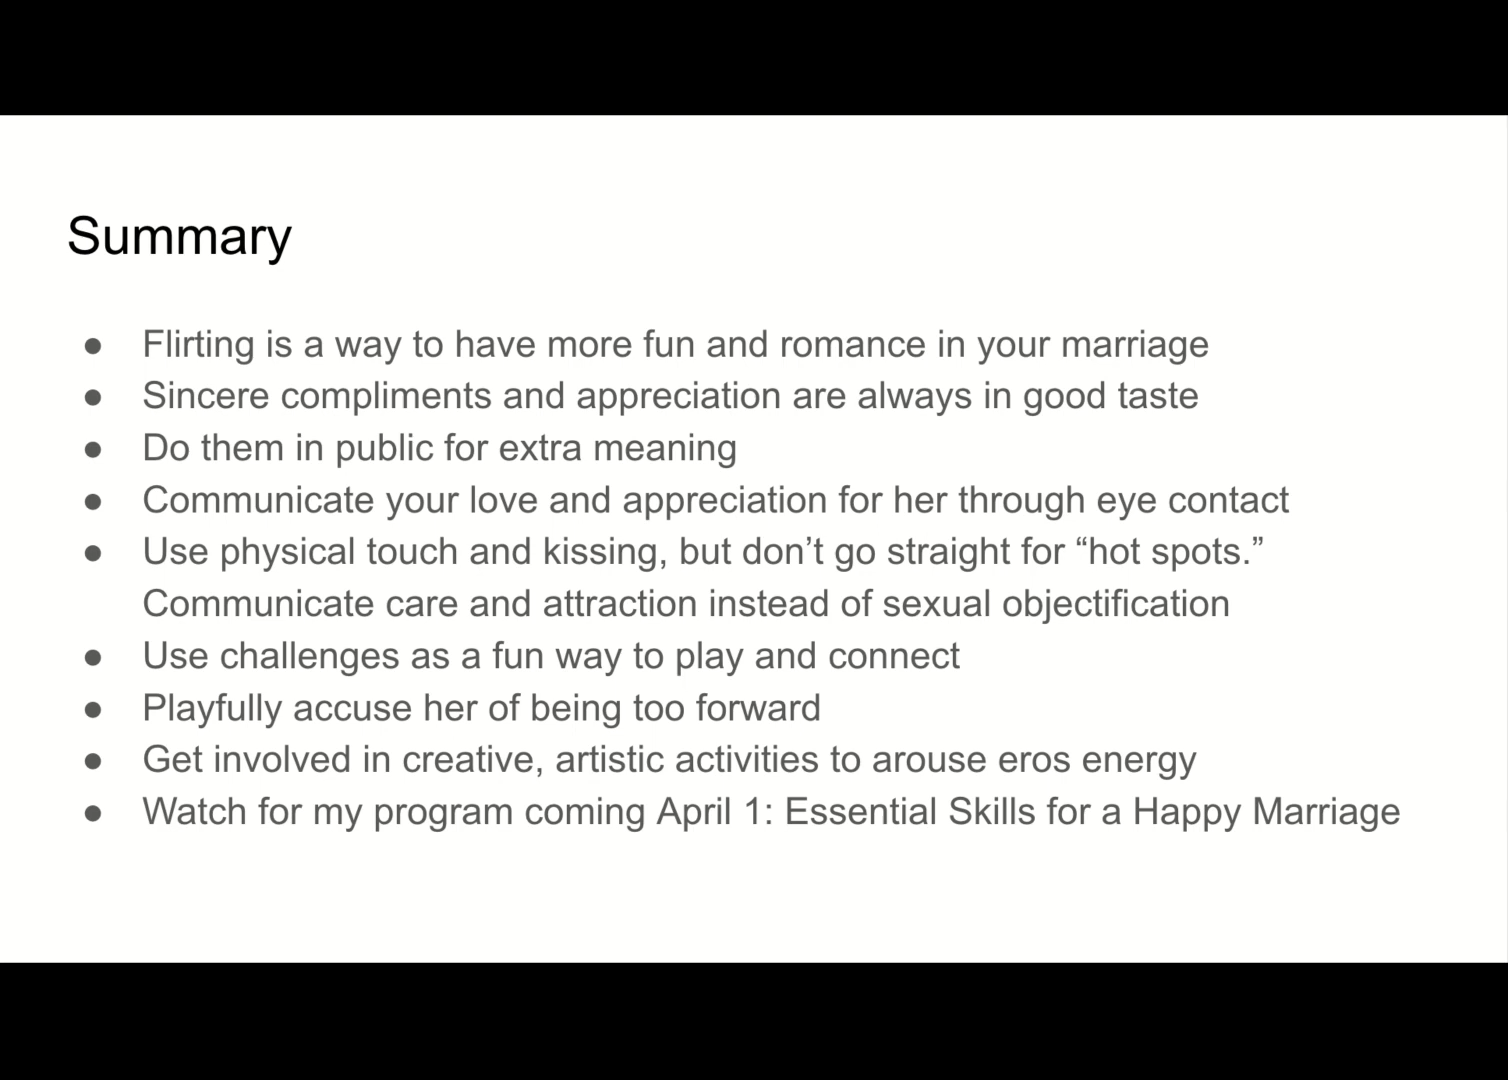 Summary
● Flirting is a way to have more fun and romance in your marriage
● Sincere compliments and appreciation are always in good taste
● Do them in public for extra meaning
● Communicate your love and appreciation for her through eye contact
● Use physical touch and kissing, but don’t go straight for “hot spots.”
Communicate care and attraction instead of sexual objectification
● Use challenges as a fun way to play and connect
● Playfully accuse her of being too forward
● Get involved in creative, artistic activities to arouse eros energy
● Watch for my program coming April 1: Essential Skills for a Happy Marriage